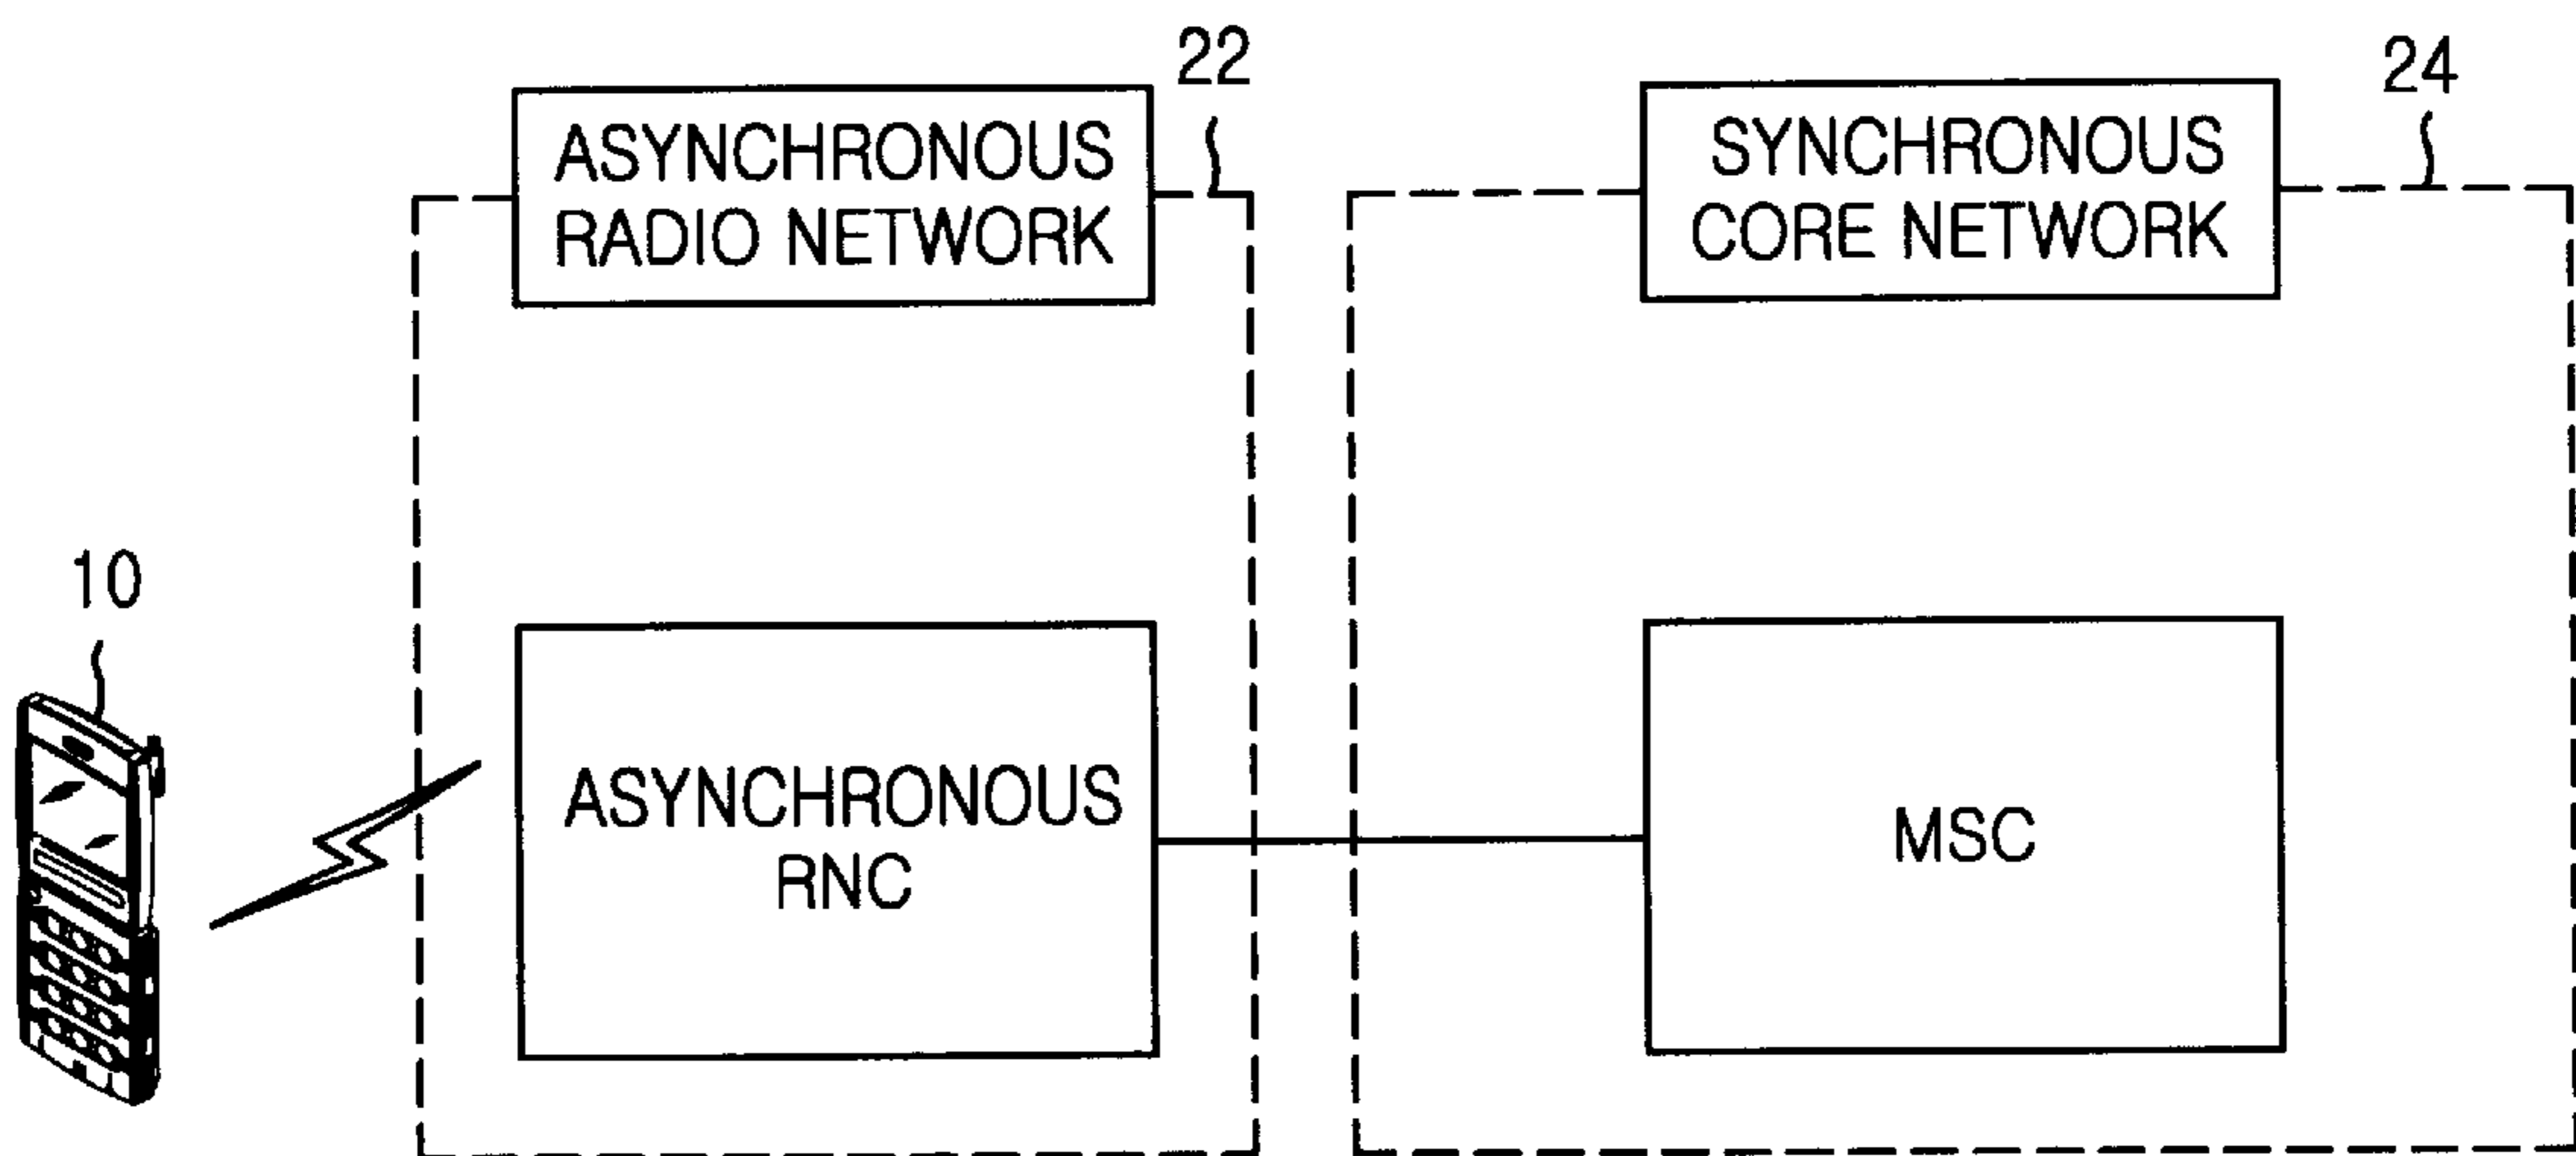 22
24
ASYNCHRONOUS
RADIO NETWORK
SYNCHRONOUS
CORE NETWORK
10
ASYNCHRONOUS
RNC
MSC